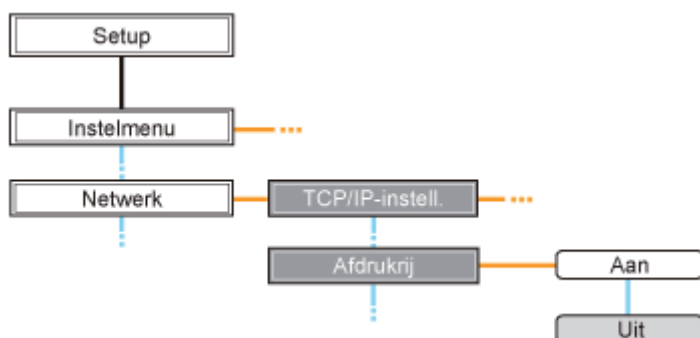 Setup
Instelmenu
Netwerk
TCP/IP-instell.
Afdrukrij
Aan
Uit